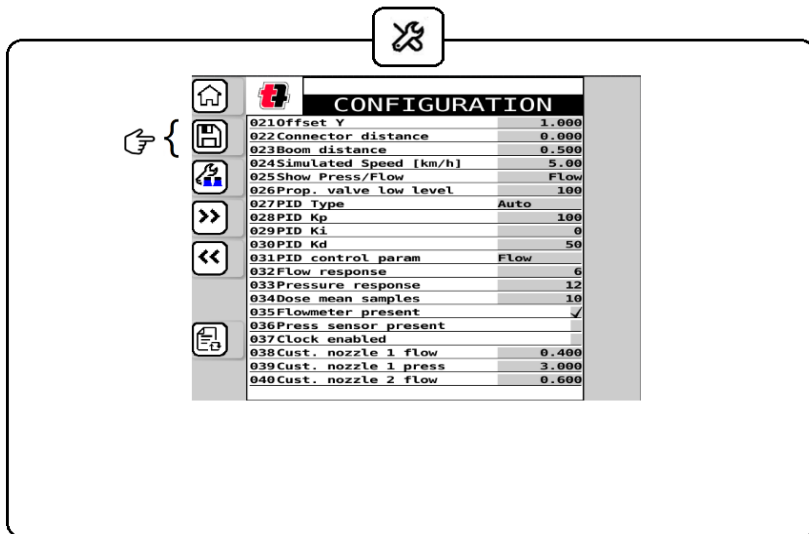 CONFIGURATION
021Offset Y 1.000
022Connector distance 0.000
023Boom distance 0.500
024Simulated Speed [km/h] 5.00
025Show Press/Flow Flow
026Prop. valve low level 100
027PID Type Auto
028PID Kp 100
029PID Ki 0
030PID Kd 50
031PID control param Flow
032Flow response 6
033Pressure response 12
034Dose mean samples 10
035Flowmeter present
036Press sensor present
037Clock enabled
038Cust. nozzle 1 flow 0.400
039Cust. nozzle 1 press 3.000
040Cust. nozzle 2 flow 0.600